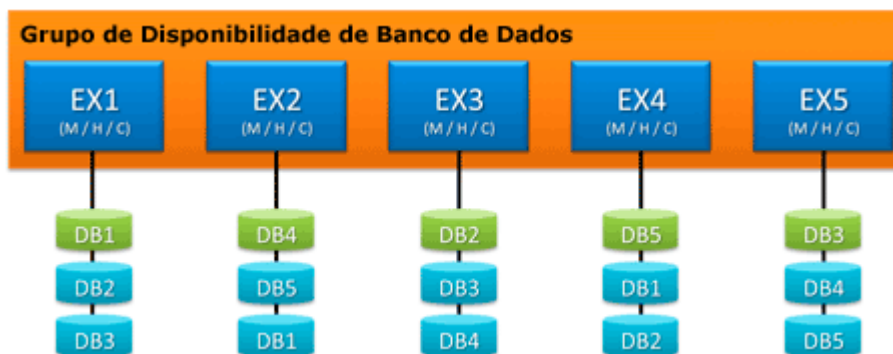 Grupo de Disponibilidade de Banco de Dados
EX1 EX2 EX3 EX4 EX5
(M / H / C) (M / H / C) (M / H / C) (M / H / C) (M / H / C)
DB1 DB4 DB2 DB5 DB3
DB2 DB5 DB3 DB1 DB4
DB3 DB1 DB4 DB2 DB5